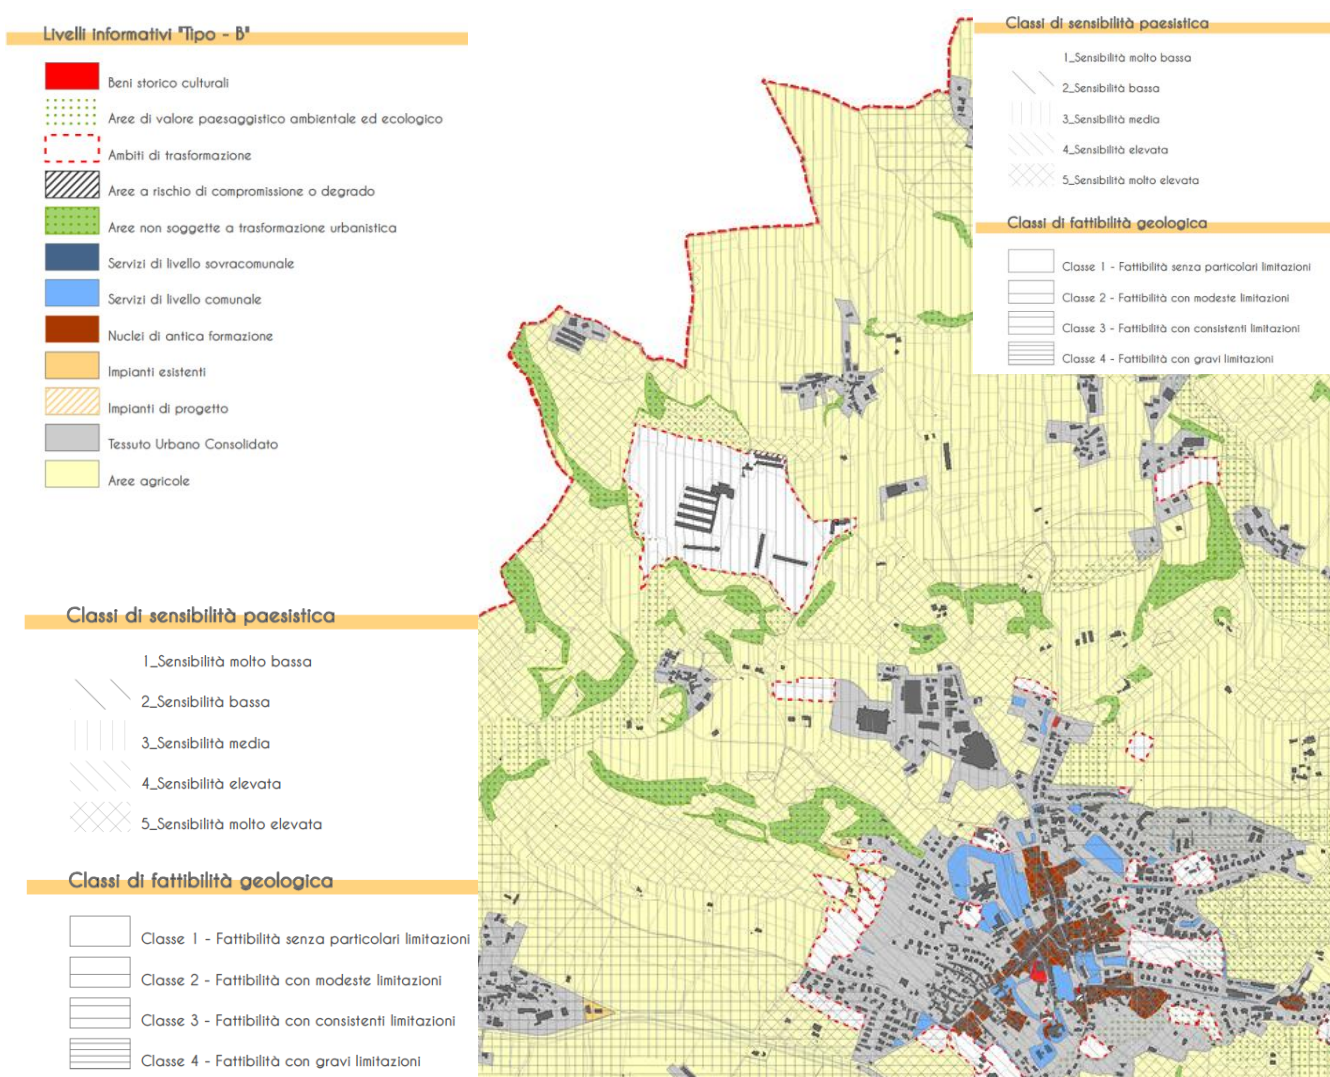 Livelli informativi "Tipo - B"
Beni storico culturali
Aree di valore paesaggistico ambientale ed ecologico
Ambiti di trasformazione
Aree a rischio di compromissione o degrado
Aree non soggette a trasformazione urbanistica
Servizi di livello sovracomunale
Servizi di livello comunale
Nuclei di antica formazione
Impianti esistenti
Impianti di progetto
Tessuto Urbano Consolidato
Aree agricole
Classi di sensibilità paesistica
1_Sensibilità molto bassa
2_Sensibilità bassa
3_Sensibilità media
4_Sensibilità elevata
5_Sensibilità molto elevata
Classi di fattibilità geologica
Classe 1 - Fattibilità senza particolari limitazioni
Classe 2 - Fattibilità con modeste limitazioni
Classe 3 - Fattibilità con consistenti limitazioni
Classe 4 - Fattibilità con gravi limitazioni
Classi di sensibilità paesistica
1_Sensibilità molto bassa
2_Sensibilità bassa
3_Sensibilità media
4_Sensibilità elevata
5_Sensibilità molto elevata
Classi di fattibilità geologica
Classe 1 - Fattibilità senza particolari limitazioni
Classe 2 - Fattibilità con modeste limitazioni
Classe 3 - Fattibilità con consistenti limitazioni
Classe 4 - Fattibilità con gravi limitazioni